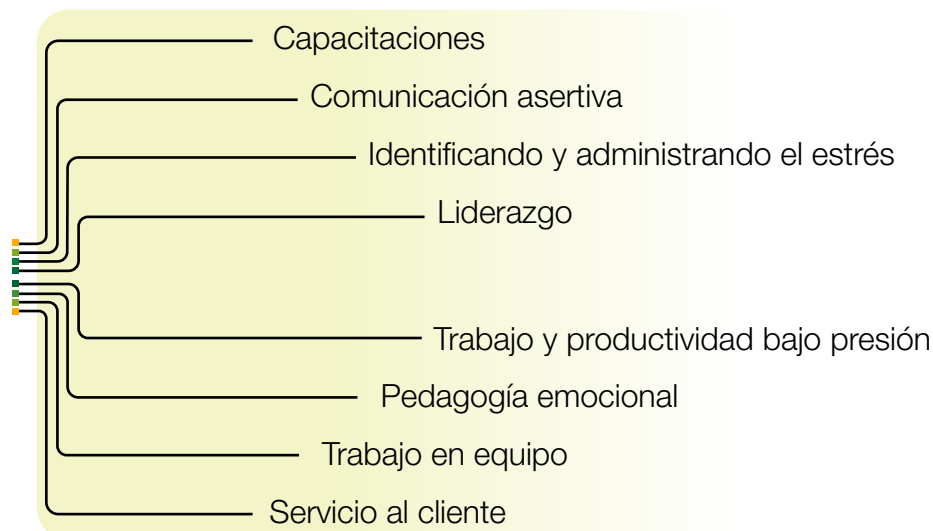 Capacitaciones
Comunicación asertiva
Identificando y administrando el estrés
Liderazgo
Trabajo y productividad bajo presión
Pedagogía emocional
Trabajo en equipo
Servicio al cliente